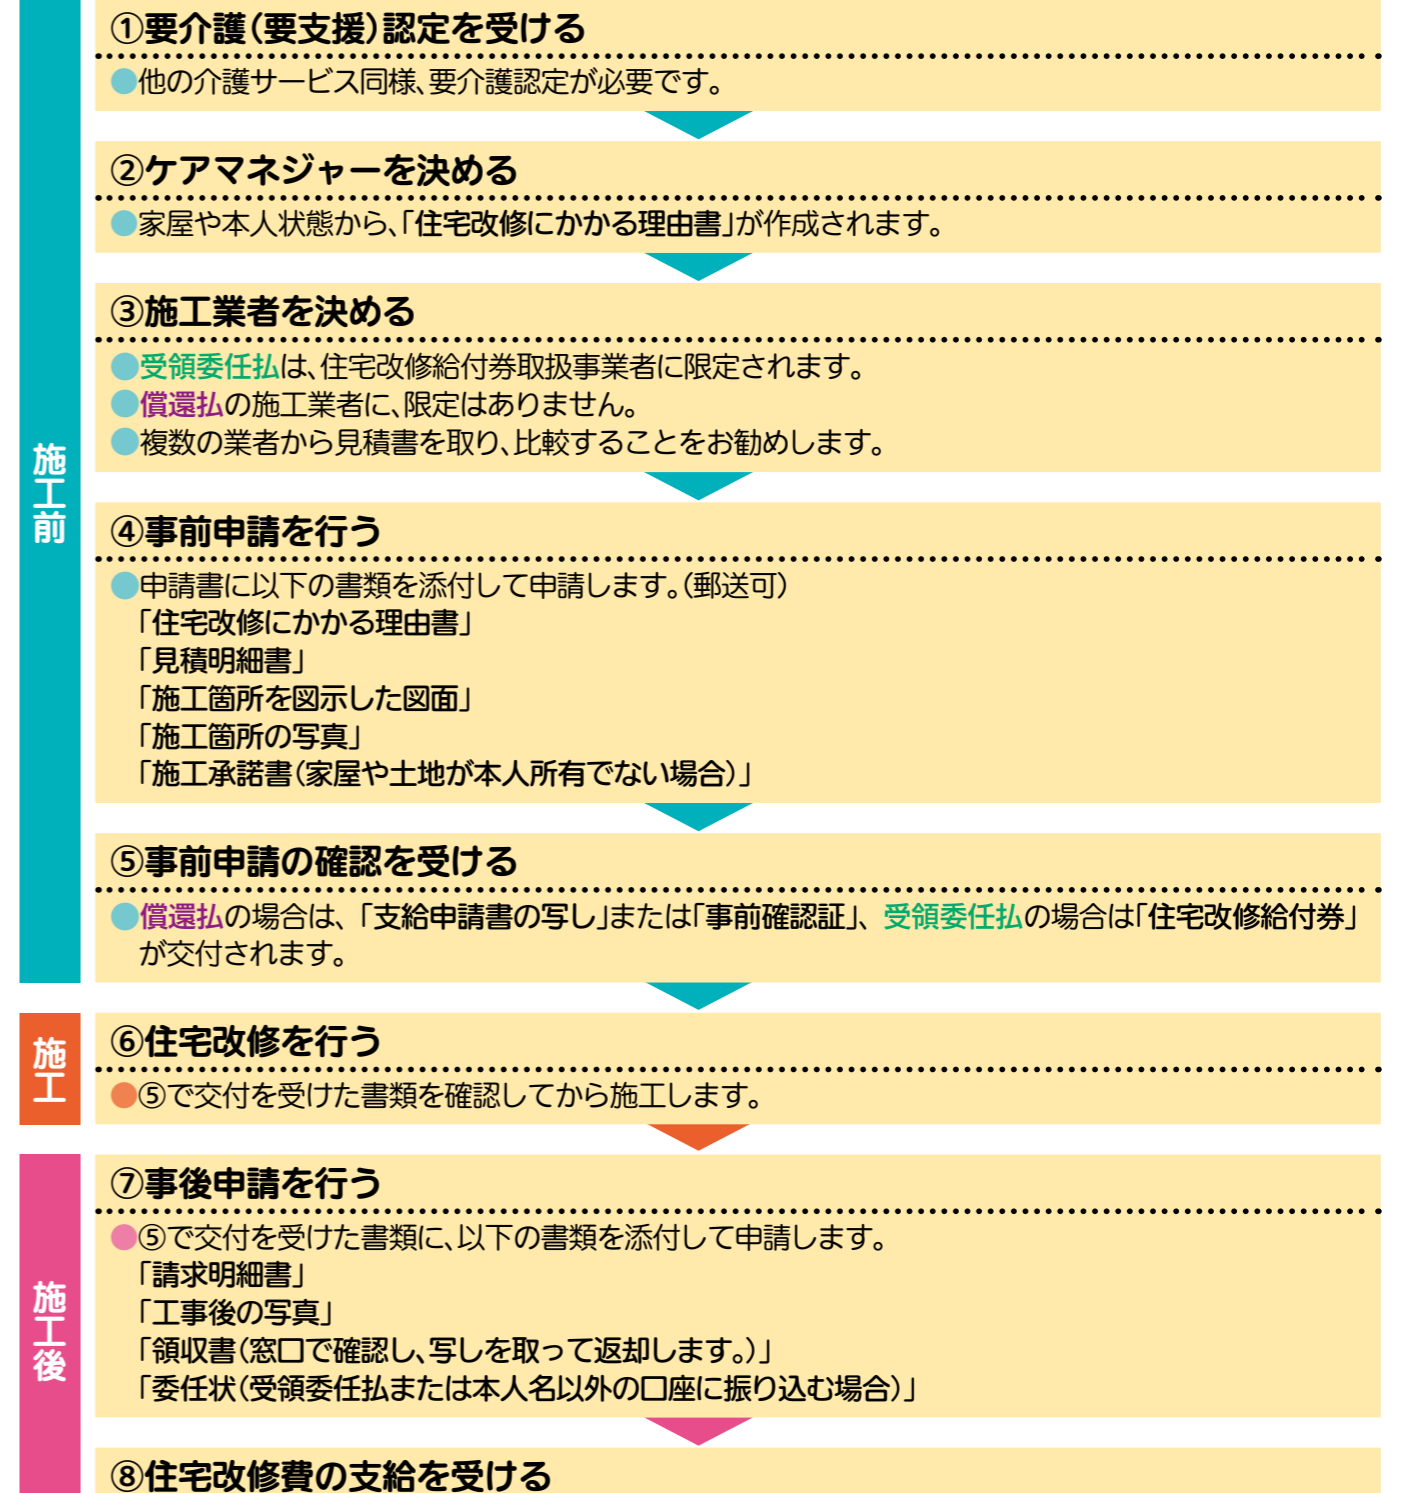 施工前
①要介護(要支援)認定を受ける
●他の介護サービス同様、要介護認定が必要です。
②ケアマネジャーを決める
●家屋や本人状態から、「住宅改修にかかる理由書」が作成されます。
③施工業者を決める
●受領委任払は、住宅改修給付券取扱事業者に限定されます。
●償還払の施工業者に、限定はありません。
●複数の業者から見積書を取り、比較することをお勧めします。
④事前申請を行う
●申請書に以下の書類を添付して申請します。(郵送可)
「住宅改修にかかる理由書」
「見積明細書」
「施工箇所を図示した図面」
「施工箇所の写真」
「施工承諾書(家屋や土地が本人所有でない場合)」
⑤事前申請の確認を受ける
●償還払の場合は、「支給申請書の写し」または「事前確認証」、受領委任払の場合は「住宅改修給付券」
が交付されます。
施工
⑥住宅改修を行う
●⑤で交付を受けた書類を確認してから施工します。
施工後
⑦事後申請を行う
●⑤で交付を受けた書類に、以下の書類を添付して申請します。
「請求明細書」
「工事後の写真」
「領収書(窓口で確認し、写しを取って返却します。)」
「委任状(受領委任払または本人名以外の口座に振り込む場合)」
⑧住宅改修費の支給を受ける